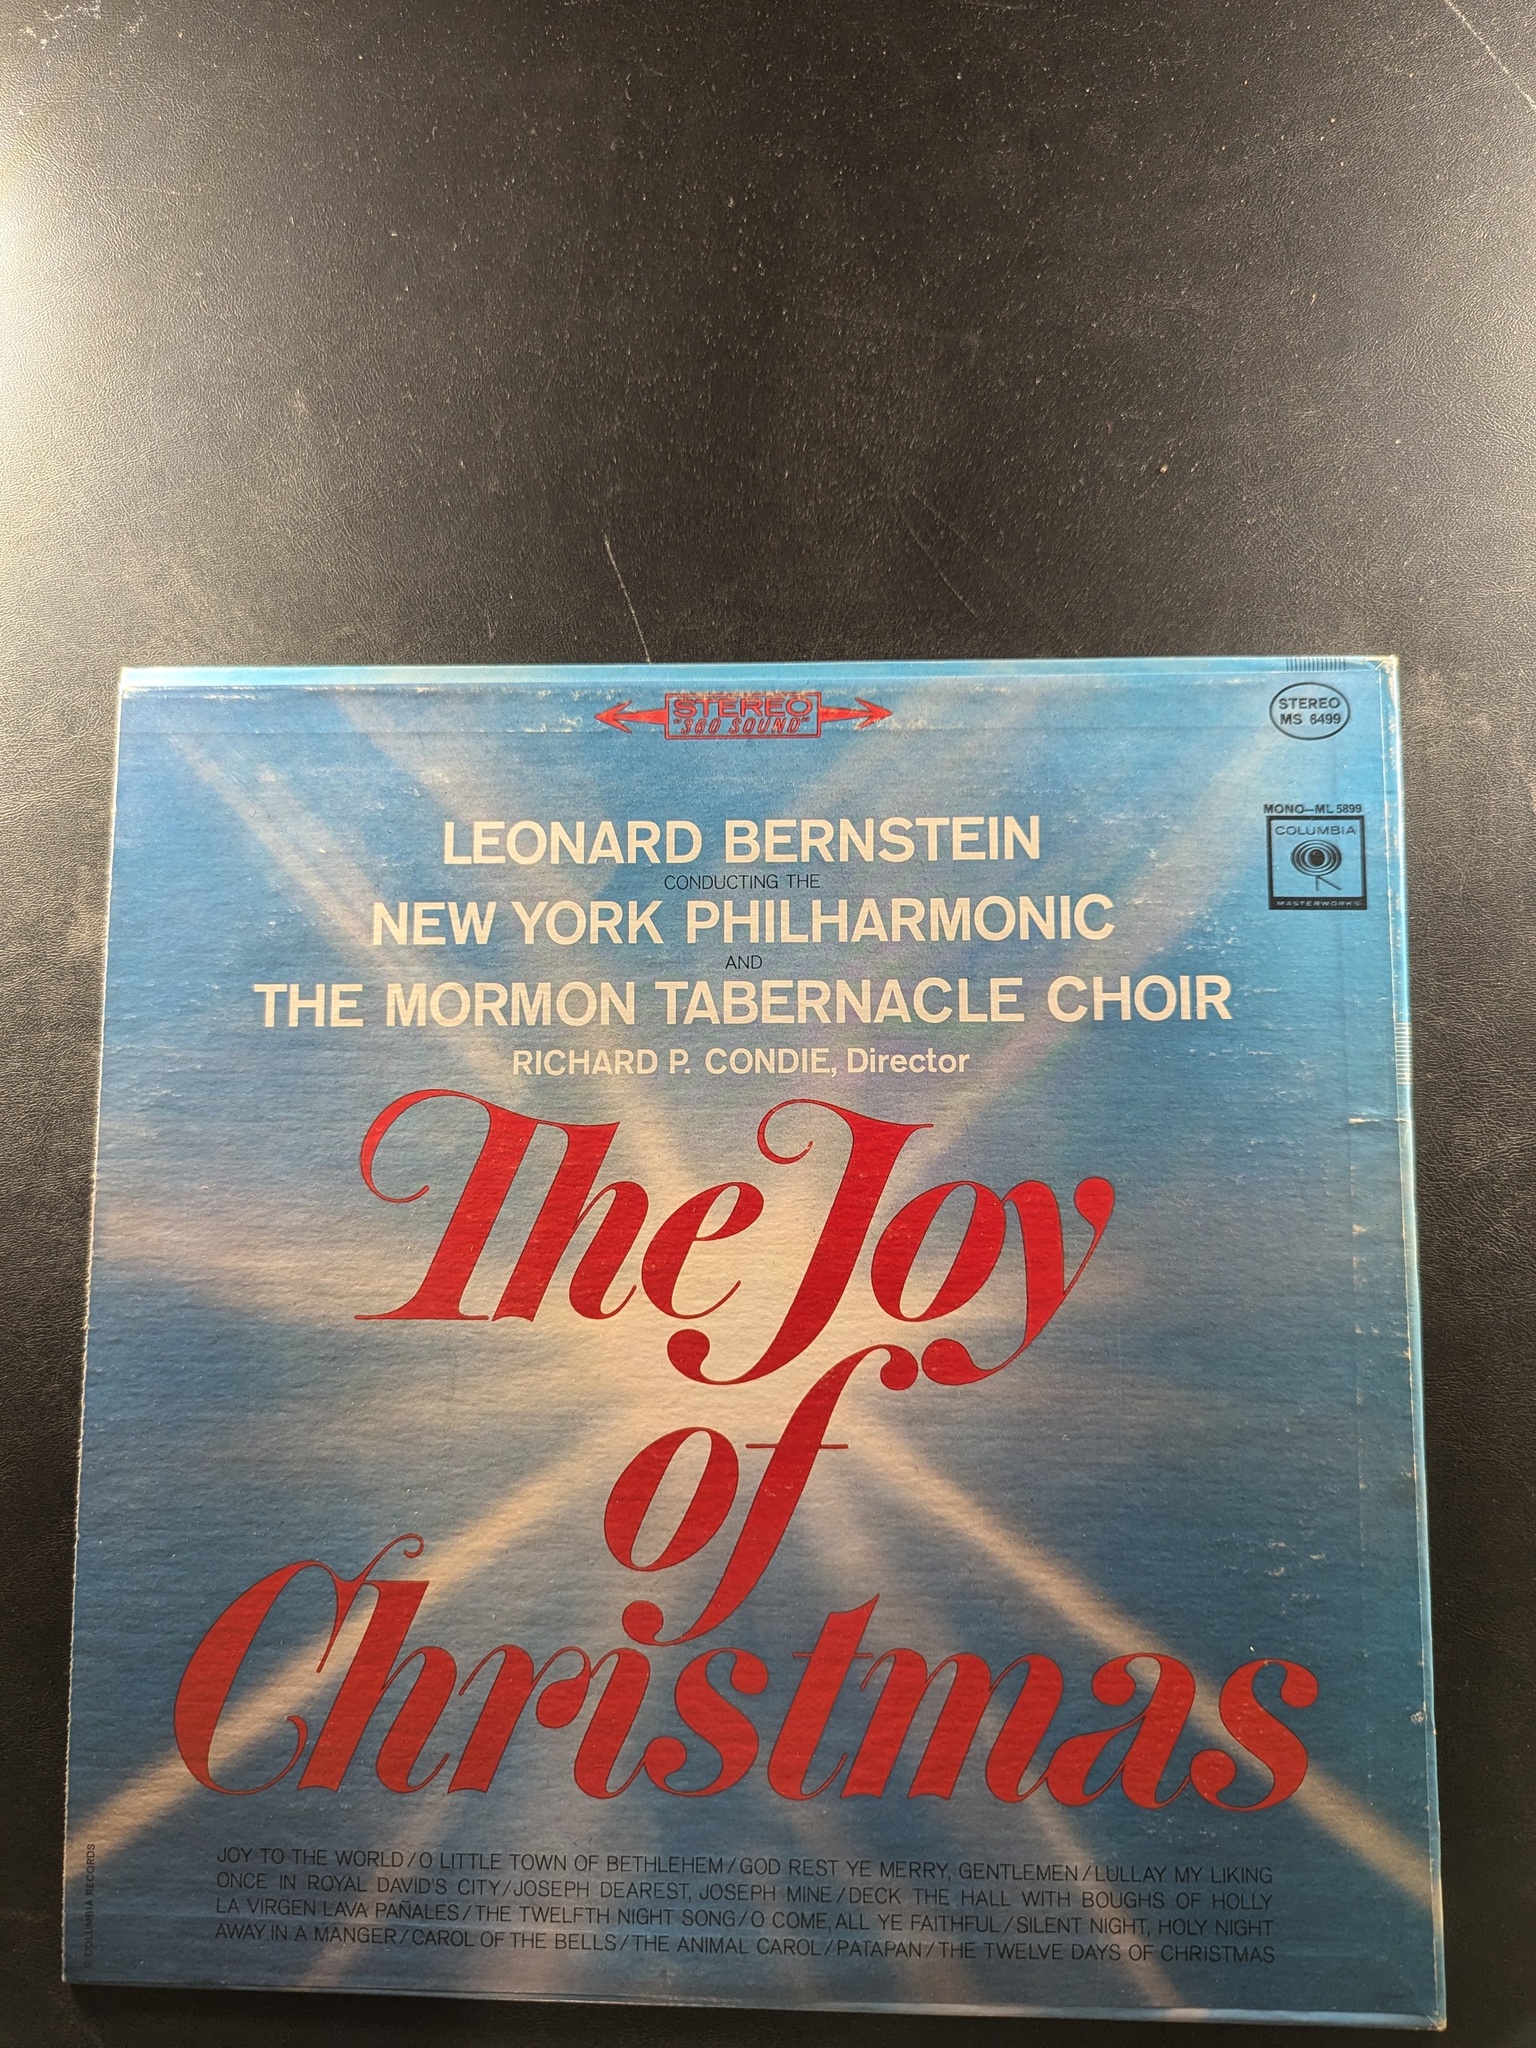 STEREO
"360 SOUND"
STEREO
MS 6499
MONO—ML 5899
COLUMBIA
MASTERWORKS
LEONARD BERNSTEIN
CONDUCTING THE
NEW YORK PHILHARMONIC
AND
THE MORMON TABERNACLE CHOIR
RICHARD P. CONDIE, Director
The Joy
of
Christmas
JOY TO THE WORLD/O LITTLE TOWN OF BETHLEHEM/GOD REST YE MERRY, GENTLEMEN/LULLAY MY LIKING
ONCE IN ROYAL DAVID'S CITY/JOSEPH DEAREST, JOSEPH MINE/DECK THE HALL WITH BOUGHS OF HOLLY
LA VIRGEN LAVA PAÑALES/THE TWELFTH NIGHT SONG/O COME, ALL YE FAITHFUL/SILENT NIGHT, HOLY NIGHT
AWAY IN A MANGER/CAROL OF THE BELLS/THE ANIMAL CAROL/PATAPAN/THE TWELVE DAYS OF CHRISTMAS
© COLUMBIA RECORDS